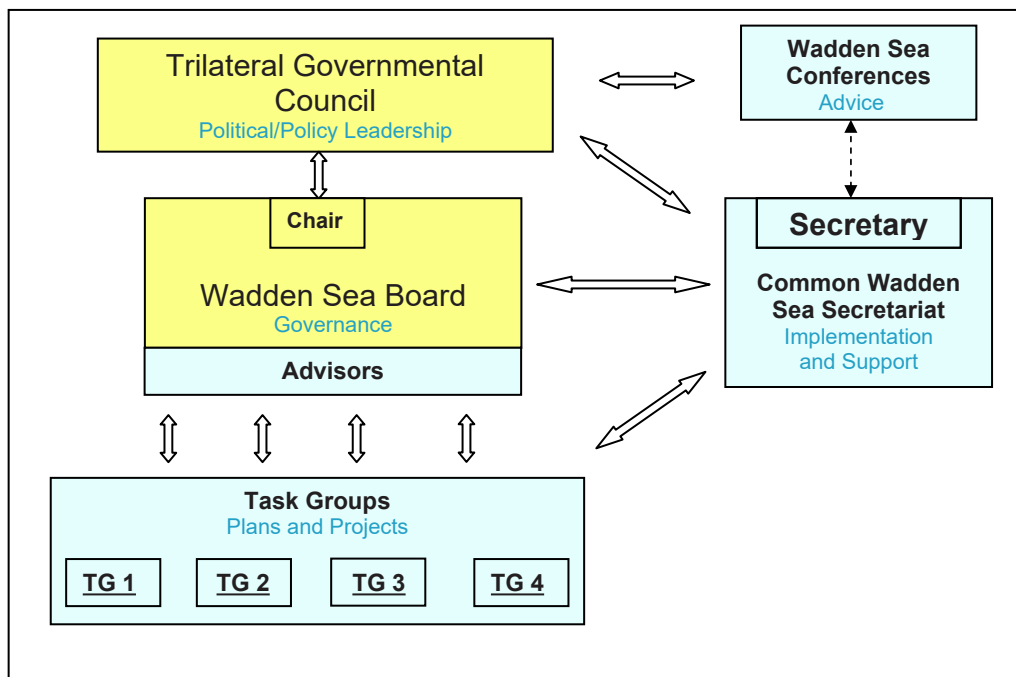 Trilateral Governmental
Council
Political/Policy Leadership
Wadden Sea
Conferences
Advice
Chair
Wadden Sea Board
Governance
Advisors
Secretary
Common Wadden
Sea Secretariat
Implementation
and Support
Task Groups
Plans and Projects
TG 1
TG 2
TG 3
TG 4